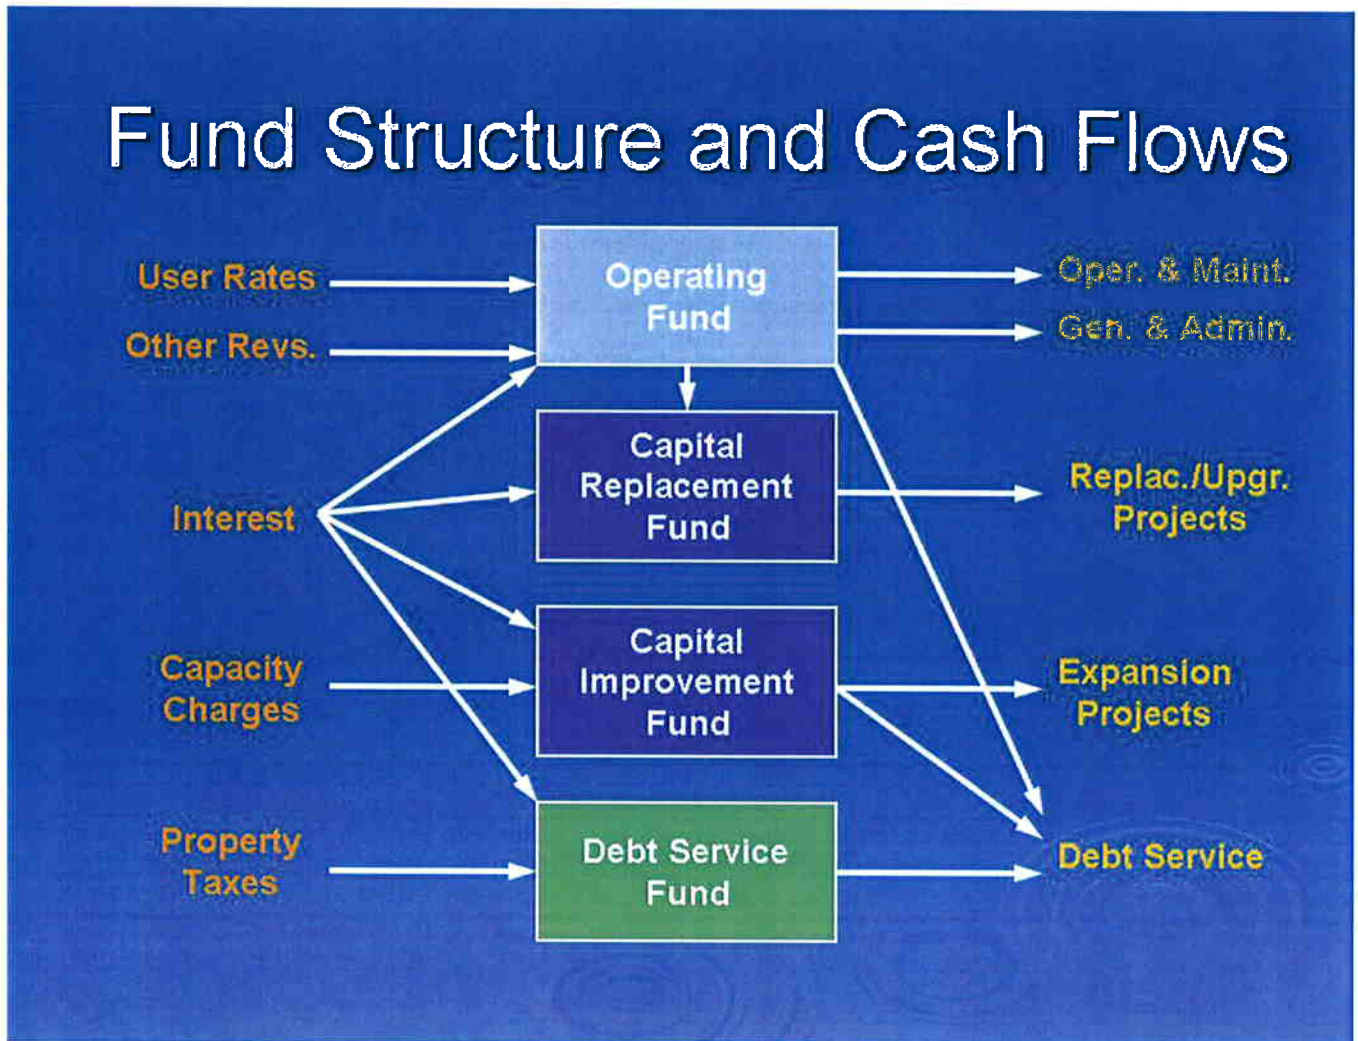 Fund Structure and Cash Flows
User Rates
Other Revs.
Interest
Capacity
Charges
Property
Taxes
Operating
Fund
Capital
Replacement
Fund
Capital
Improvement
Fund
Debt Service
Fund
Oper. & Maint.
Gen. & Admin.
Replac./Upgr.
Projects
Expansion
Projects
Debt Service